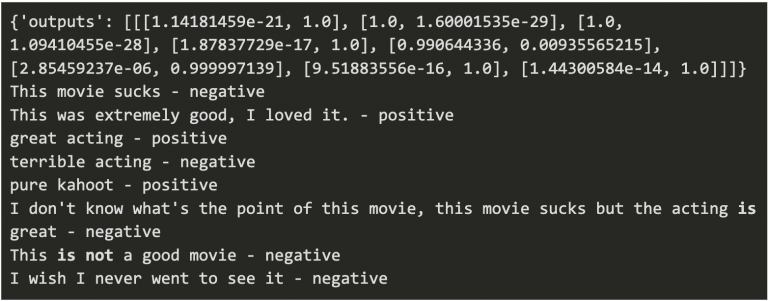 {'outputs': [[[1.14181459e-21, 1.0], [1.0, 1.60001535e-29], [1.0,
1.09410455e-28], [1.87837729e-17, 1.0], [0.990644336, 0.00935565215],
[2.85459237e-06, 0.999997139], [9.51883556e-16, 1.0], [1.44300584e-14, 1.0]]]}
This movie sucks - negative
This was extremely good, I loved it. - positive
great acting - positive
terrible acting - negative
pure kahoot - positive
I don't know what's the point of this movie, this movie sucks but the acting is
great - negative
This is not a good movie - negative
I wish I never went to see it - negative